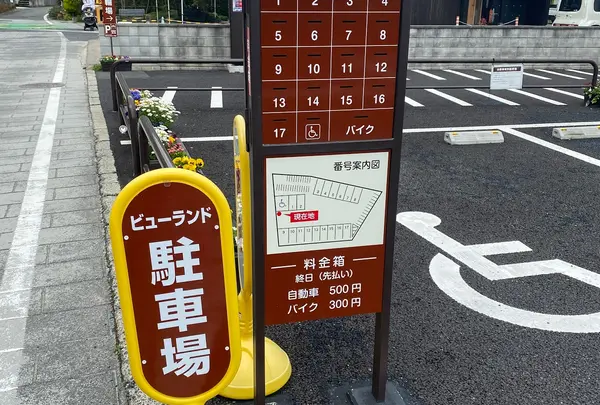 1 2 3 4
5 6 7 8
9 10 11 12
13 14 15 16
17 バイク
番号案内図
現在地
料金箱
終日(先払い)
自動車 500円
バイク 300円
ビューランド
駐車場